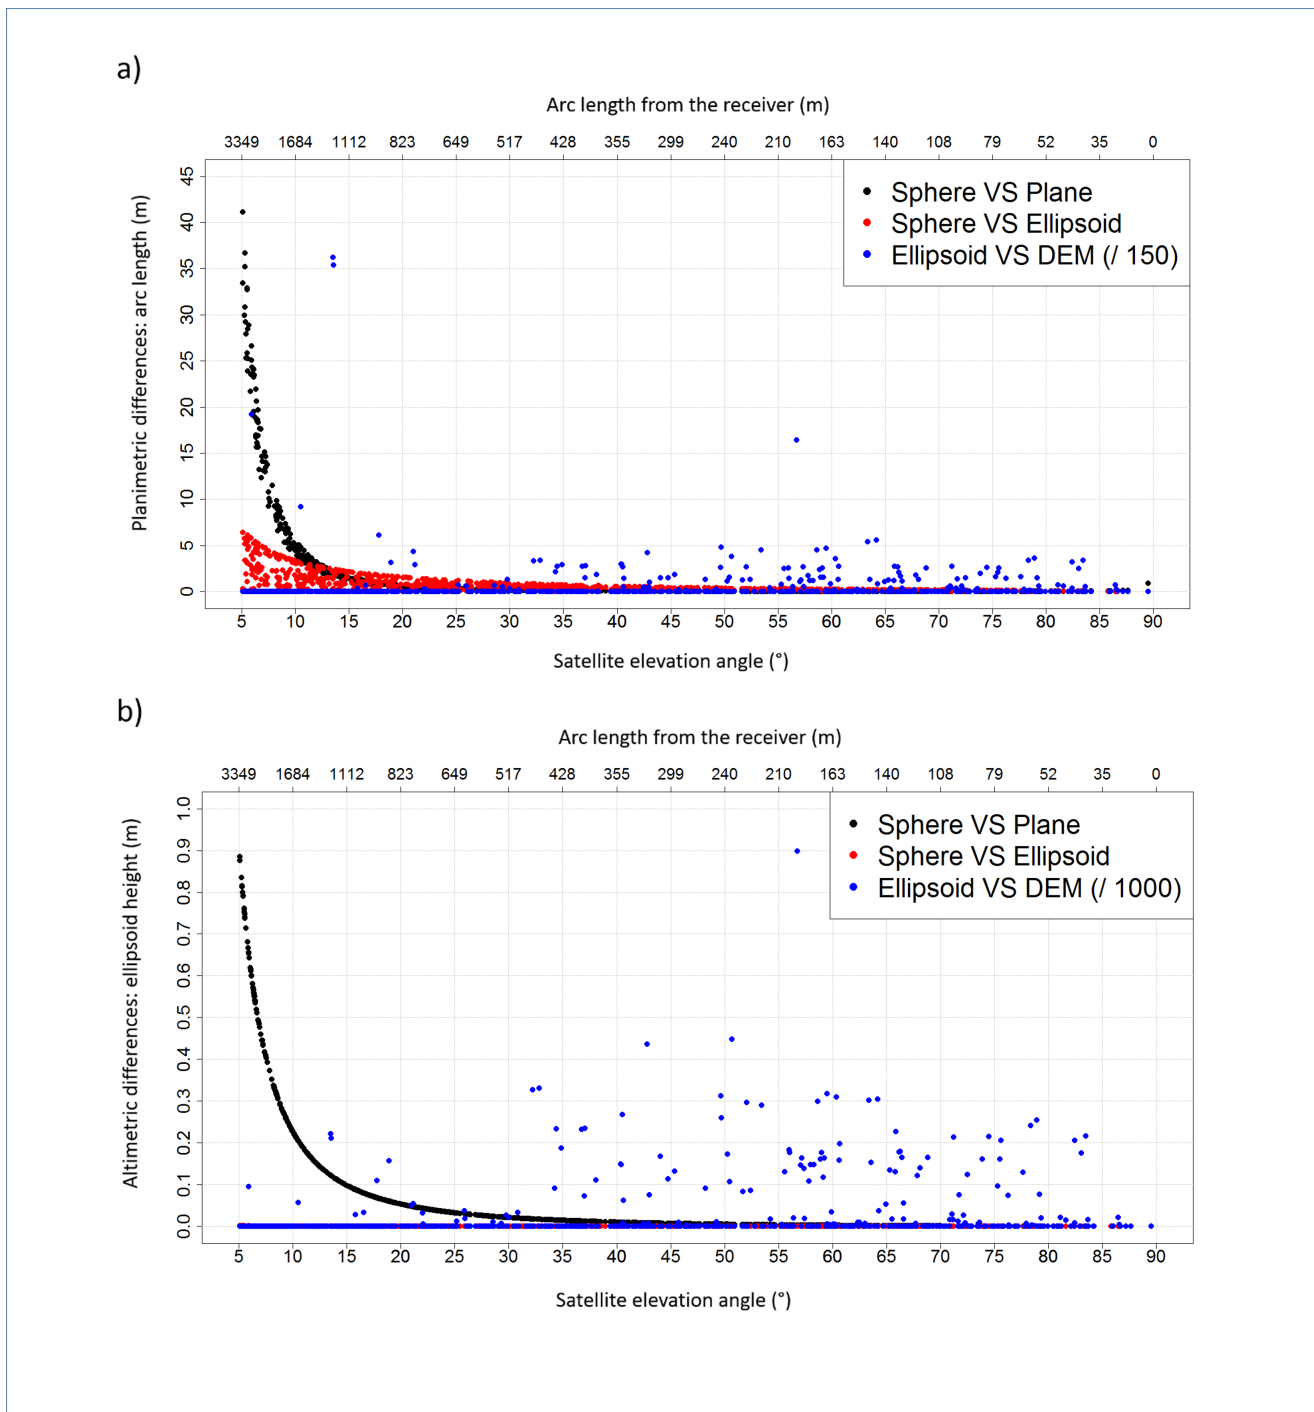 a)
Arc length from the receiver (m)
3349 1684 1112 823 649 517 428 355 299 240 210 163 140 108 79 52 35 0
Planimetric differences: arc length (m)
45
40
35
30
25
20
15
10
5
0
Sphere VS Plane
Sphere VS Ellipsoid
Ellipsoid VS DEM (/ 150)
5 10 15 20 25 30 35 40 45 50 55 60 65 70 75 80 85 90
Satellite elevation angle (°)
b)
Arc length from the receiver (m)
3349 1684 1112 823 649 517 428 355 299 240 210 163 140 108 79 52 35 0
Altimetric differences: ellipsoid height (m)
1.0
0.9
0.8
0.7
0.6
0.5
0.4
0.3
0.2
0.1
0.0
Sphere VS Plane
Sphere VS Ellipsoid
Ellipsoid VS DEM (/ 1000)
5 10 15 20 25 30 35 40 45 50 55 60 65 70 75 80 85 90
Satellite elevation angle (°)